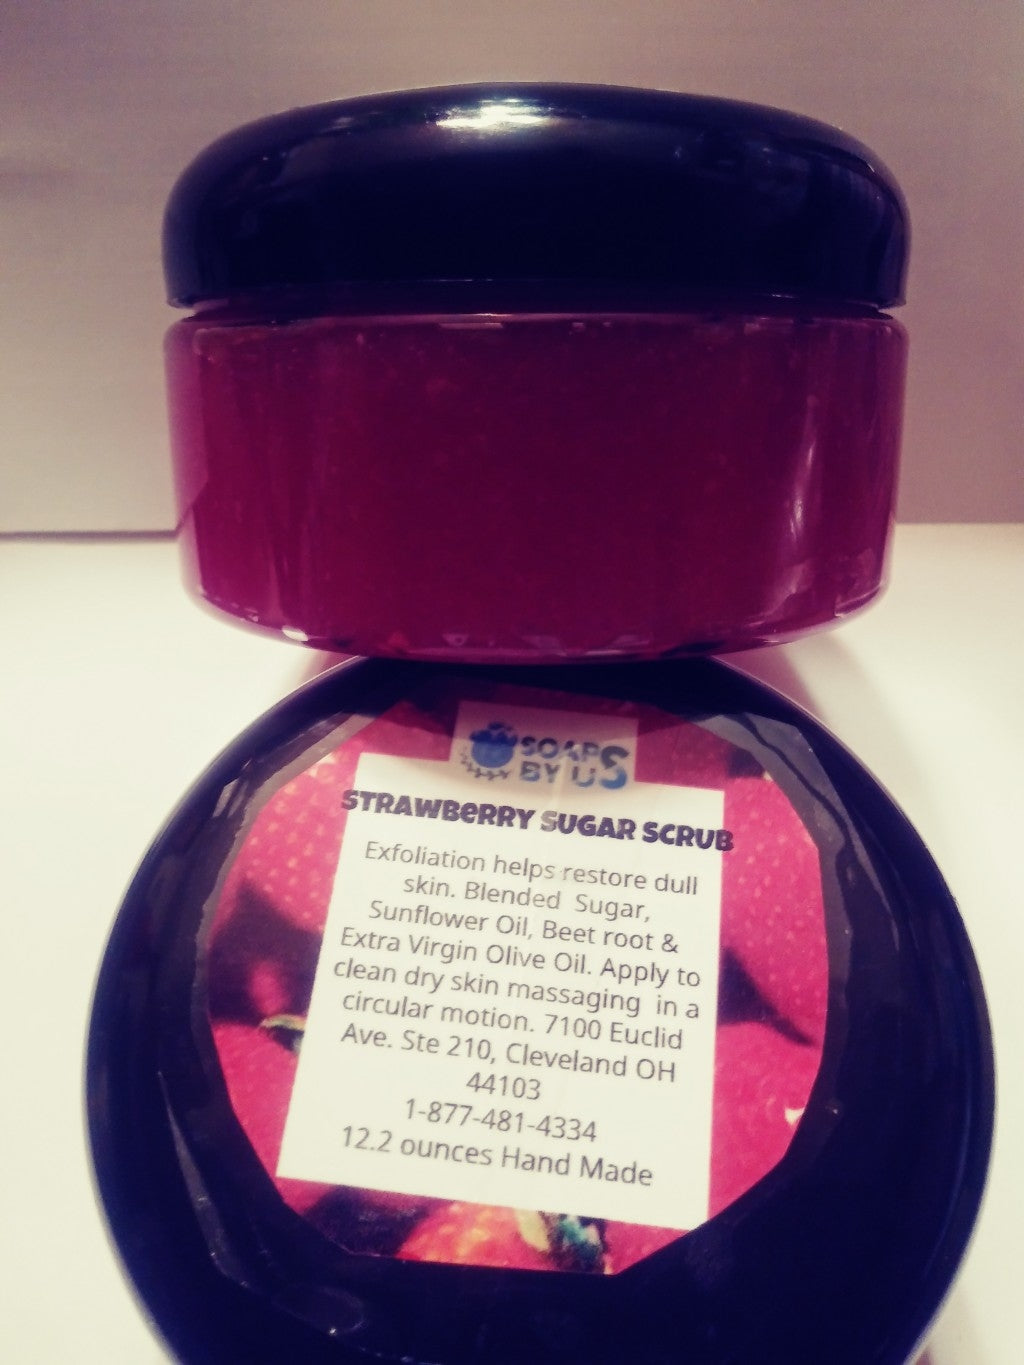 SOAPS
BY US
STRAWBERRY SUGAR SCRUB
Exfoliation helps restore dull
skin. Blended Sugar,
Sunflower Oil, Beet root &
Extra Virgin Olive Oil. Apply to
clean dry skin massaging in a
circular motion. 7100 Euclid
Ave. Ste 210, Cleveland OH
44103
1-877-481-4334
12.2 ounces Hand Made